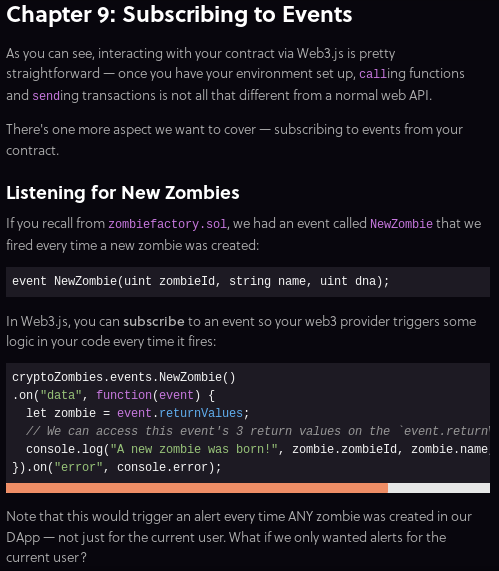 Chapter 9: Subscribing to Events
As you can see, interacting with your contract via Web3.js is pretty
straightforward — once you have your environment set up, calling functions
and sending transactions is not all that different from a normal web API.
There's one more aspect we want to cover — subscribing to events from your
contract.
Listening for New Zombies
If you recall from zombiefactory.sol, we had an event called NewZombie that we
fired every time a new zombie was created:
event NewZombie(uint zombieId, string name, uint dna);
In Web3.js, you can subscribe to an event so your web3 provider triggers some
logic in your code every time it fires:
cryptoZombies.events.NewZombie()
.on("data", function(event) {
  let zombie = event.returnValues;
  // We can access this event's 3 return values on the `event.return
  console.log("A new zombie was born!", zombie.zombieId, zombie.name,
}).on("error", console.error);
Note that this would trigger an alert every time ANY zombie was created in our
DApp — not just for the current user. What if we only wanted alerts for the
current user?